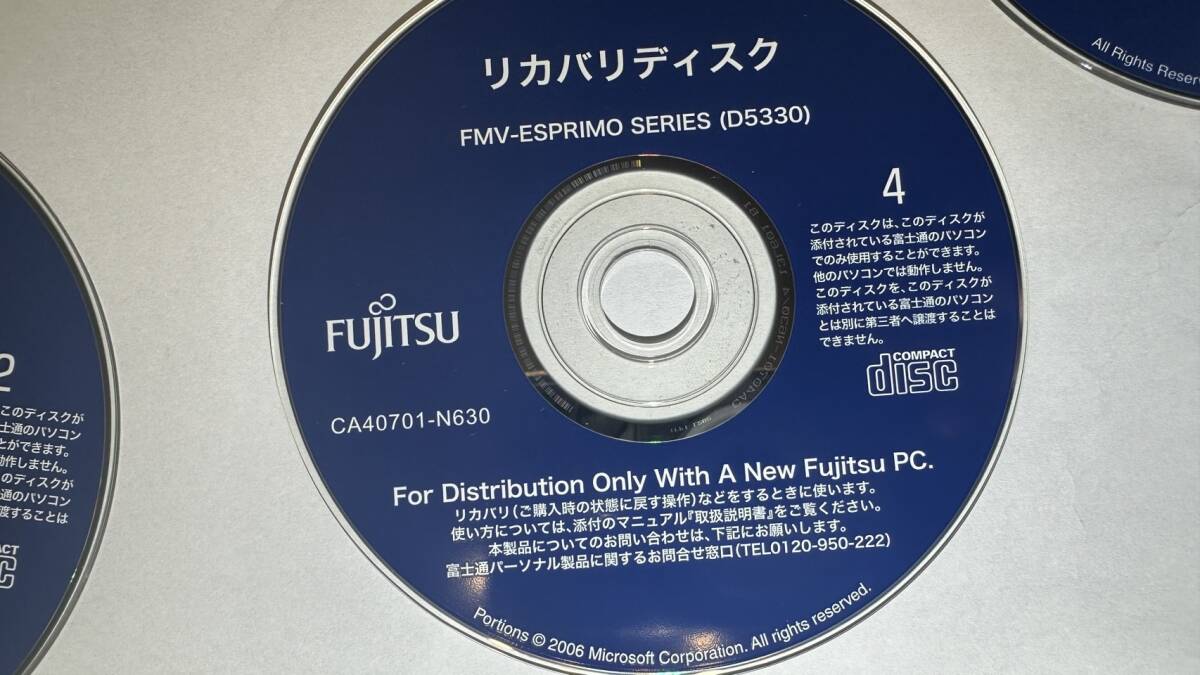 リカバリディスク
FMV-ESPRIMO SERIES (D5330)
4
このディスクは、このディスクが
添付されている富士通のパソコン
でのみ使用することができます。
他のパソコンでは動作しません。
このディスクを、このディスクが
添付されている富士通のパソコン
とは別に第三者へ譲渡することは
できません。
COMPACT
disc
FUJITSU
CA40701-N630
For Distribution Only With A New Fujitsu PC.
リカバリ(ご購入時の状態に戻す操作)などをするときに使います。
使い方については、添付のマニュアル『取扱説明書』をご覧ください。
本製品についてのお問い合わせは、下記にお願いします。
富士通パーソナル製品に関するお問合せ窓口(TEL0120-950-222)
Portions © 2006 Microsoft Corporation. All rights reserved.
All Rights Reser
2
このディスクが
士通のパソコン
とができます。
動作しません。
このディスクが
士通のパソコン
渡することは